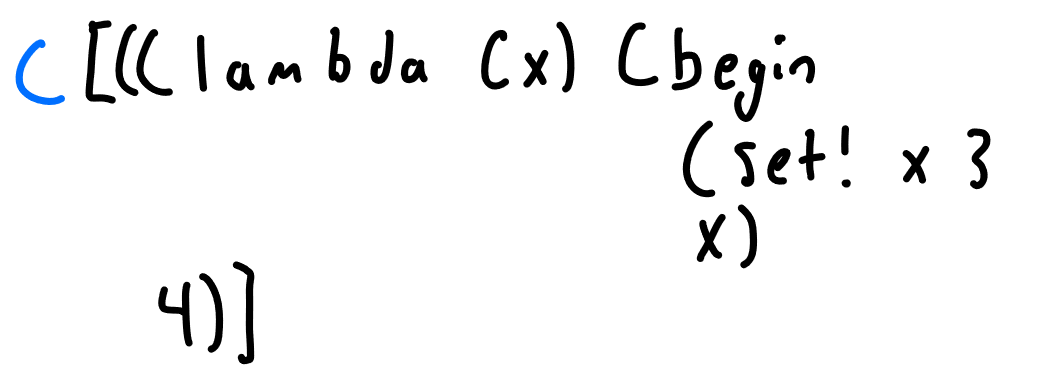 C [((lambda (x) (begin
(set! x 3
x)
4)]